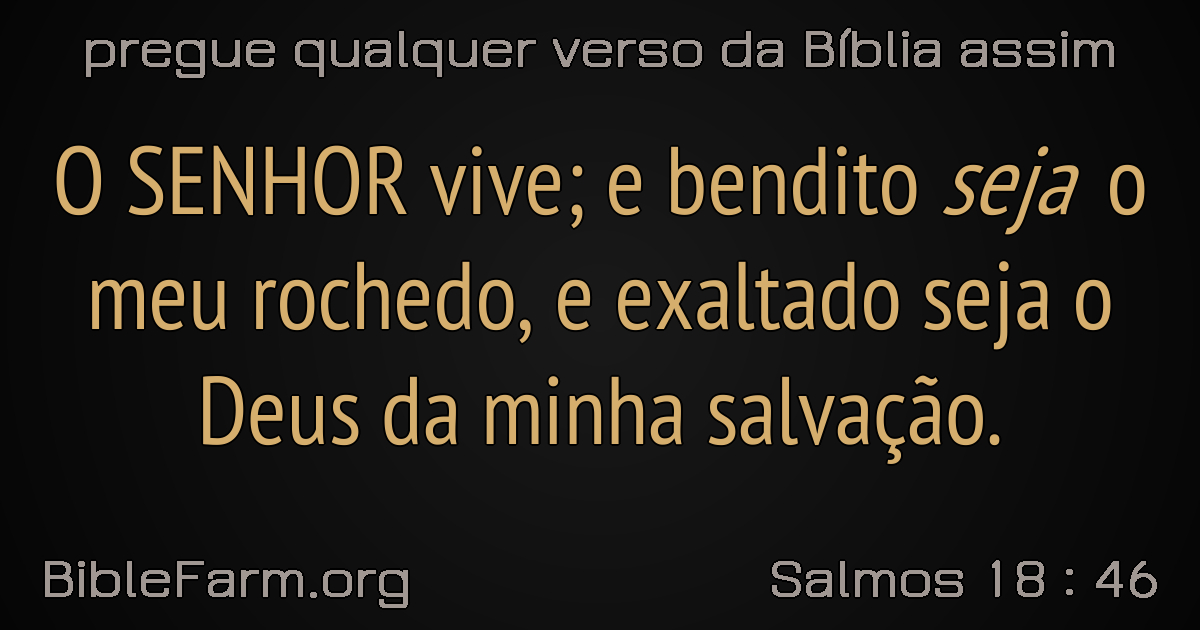 pregue qualquer verso da Bíblia assim
O SENHOR vive; e bendito seja o
meu rochedo, e exaltado seja o
Deus da minha salvação.
BibleFarm.org
Salmos 18 : 46